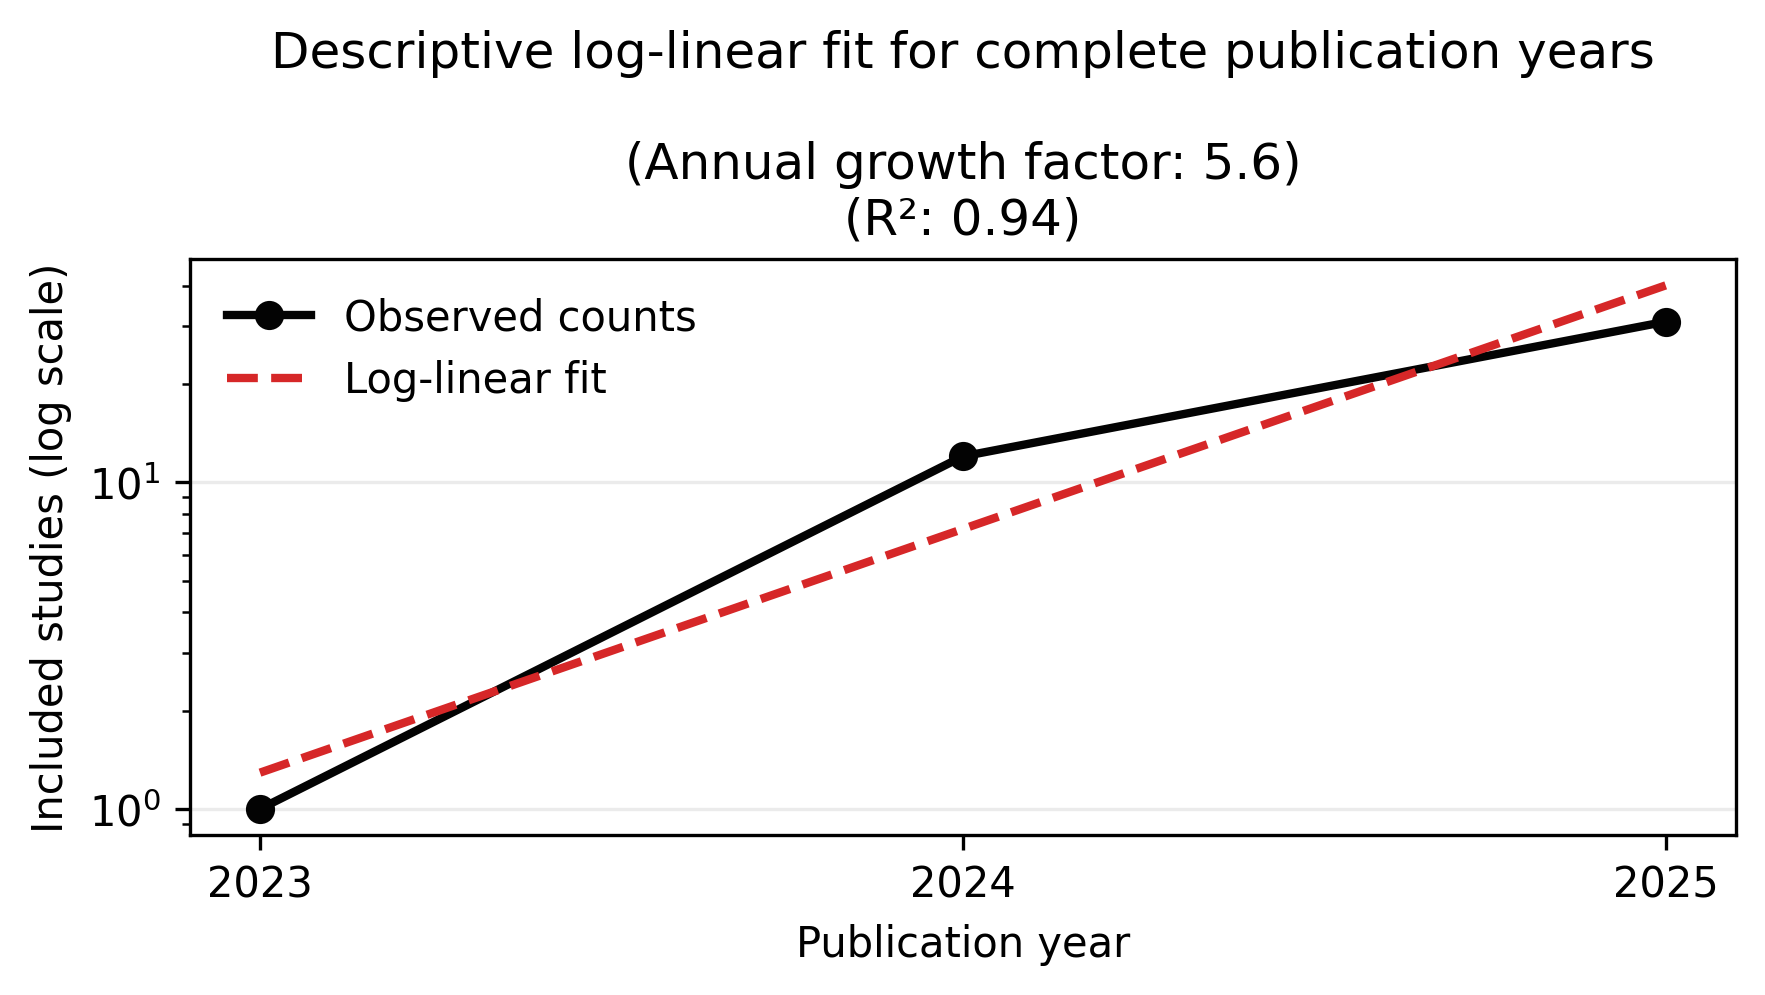 Descriptive log-linear fit for complete publication years
(Annual growth factor: 5.6)
(R²: 0.94)
Observed counts
Log-linear fit
Included studies (log scale)
10¹
10⁰
2023
2024
2025
Publication year